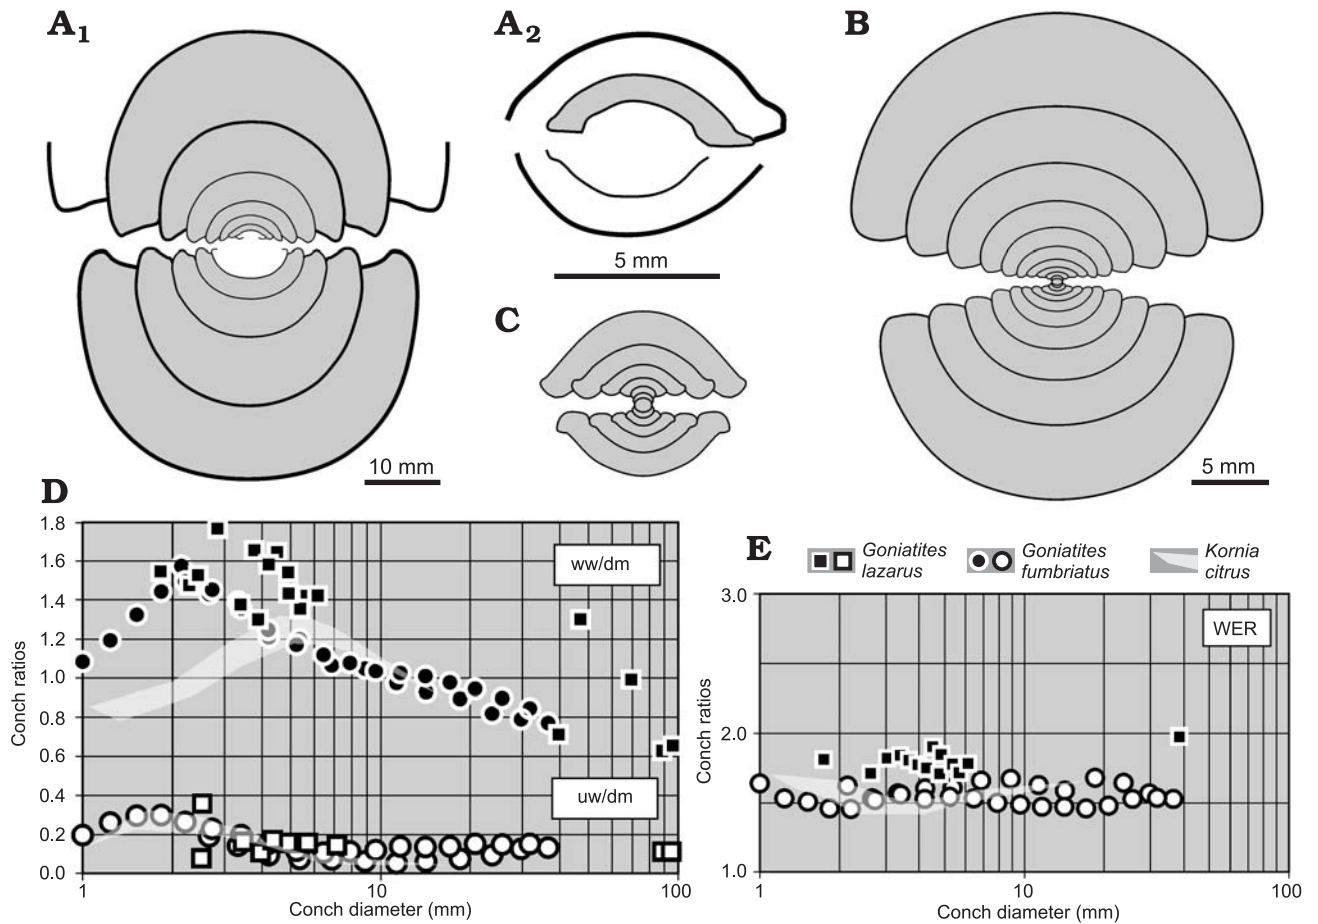 A1
A2
B
5 mm
C
10 mm
5 mm
D
1.8
1.6
1.4
1.2
1.0
0.8
0.6
0.4
0.2
0.0
Conch ratios
ww/dm
uw/dm
1
10
100
Conch diameter (mm)
E
Goniatites
lazarus
Goniatites
fumbriatus
Kornia
citrus
3.0
2.0
1.0
Conch ratios
WER
1
10
100
Conch diameter (mm)